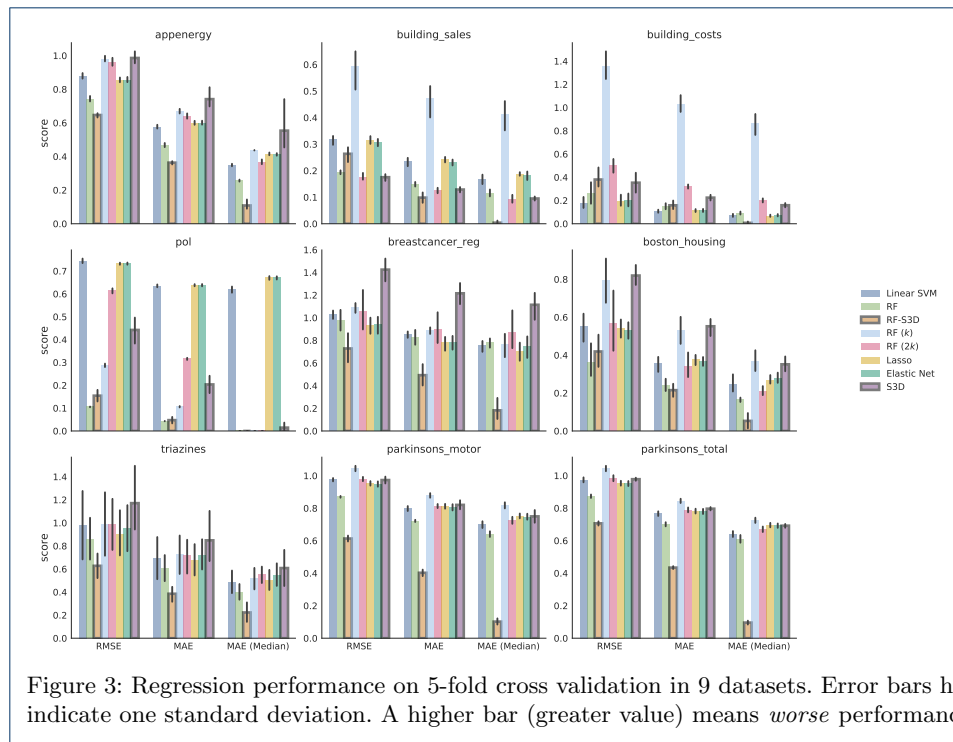 appenergy
building_sales
building_costs
score
1.0
0.8
0.6
0.4
0.2
0.0
0.6
0.5
0.4
0.3
0.2
0.1
0.0
1.4
1.2
1.0
0.8
0.6
0.4
0.2
0.0
pol
breastcancer_reg
boston_housing
score
0.7
0.6
0.5
0.4
0.3
0.2
0.1
0.0
1.6
1.4
1.2
1.0
0.8
0.6
0.4
0.2
0.0
0.8
0.6
0.4
0.2
0.0
Linear SVM
RF
RF-S3D
RF (k)
RF (2k)
Lasso
Elastic Net
S3D
triazines
parkinsons_motor
parkinsons_total
score
1.4
1.2
1.0
0.8
0.6
0.4
0.2
0.0
1.0
0.8
0.6
0.4
0.2
0.0
1.0
0.8
0.6
0.4
0.2
0.0
RMSE MAE MAE (Median)
RMSE MAE MAE (Median)
RMSE MAE MAE (Median)
Figure 3: Regression performance on 5-fold cross validation in 9 datasets. Error bars h
indicate one standard deviation. A higher bar (greater value) means worse performanc